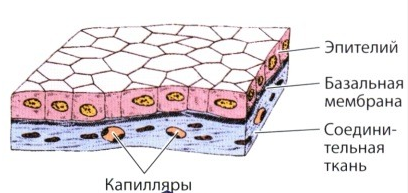 Эпителий
Базальная
мембрана
Соедини-
тельная
ткань
Капилляры